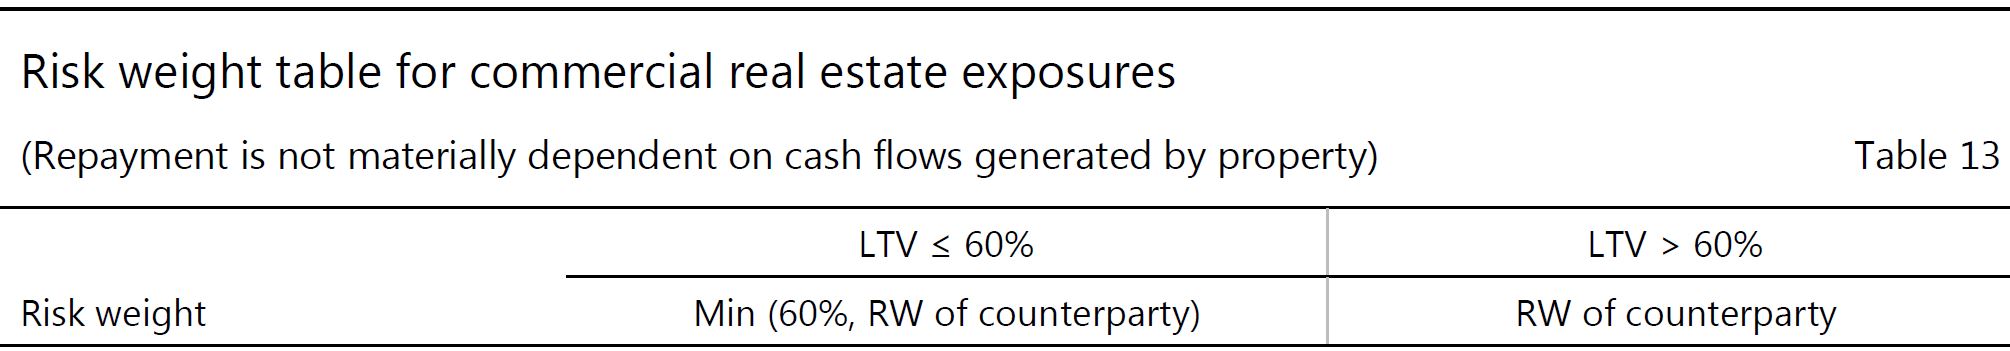 Risk weight table for commercial real estate exposures
(Repayment is not materially dependent on cash flows generated by property) Table 13
LTV ≤ 60% LTV > 60%
Risk weight Min (60%, RW of counterparty) RW of counterparty